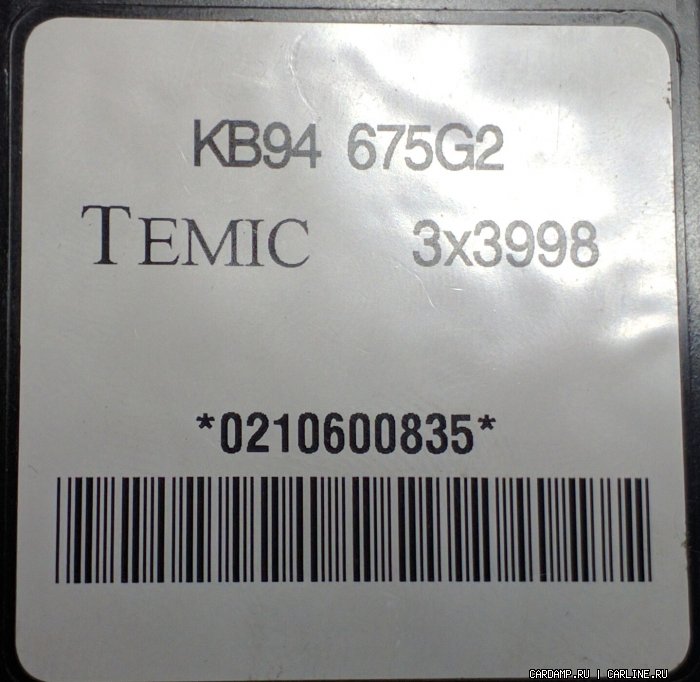 KB94 675G2
TEMIC 3x3998
*0210600835*
CARDAMP.RU | CARLINE.RU